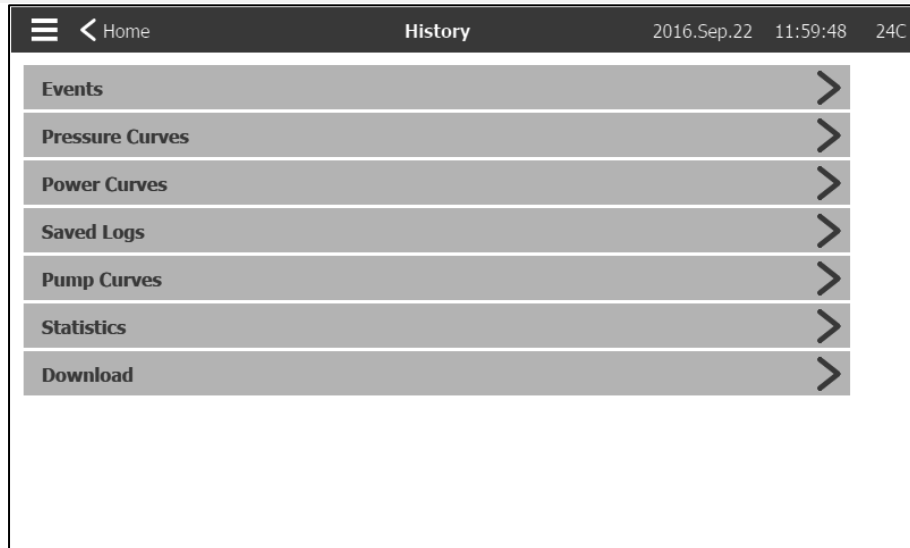 Home History 2016.Sep.22 11:59:48 24C
Events
Pressure Curves
Power Curves
Saved Logs
Pump Curves
Statistics
Download